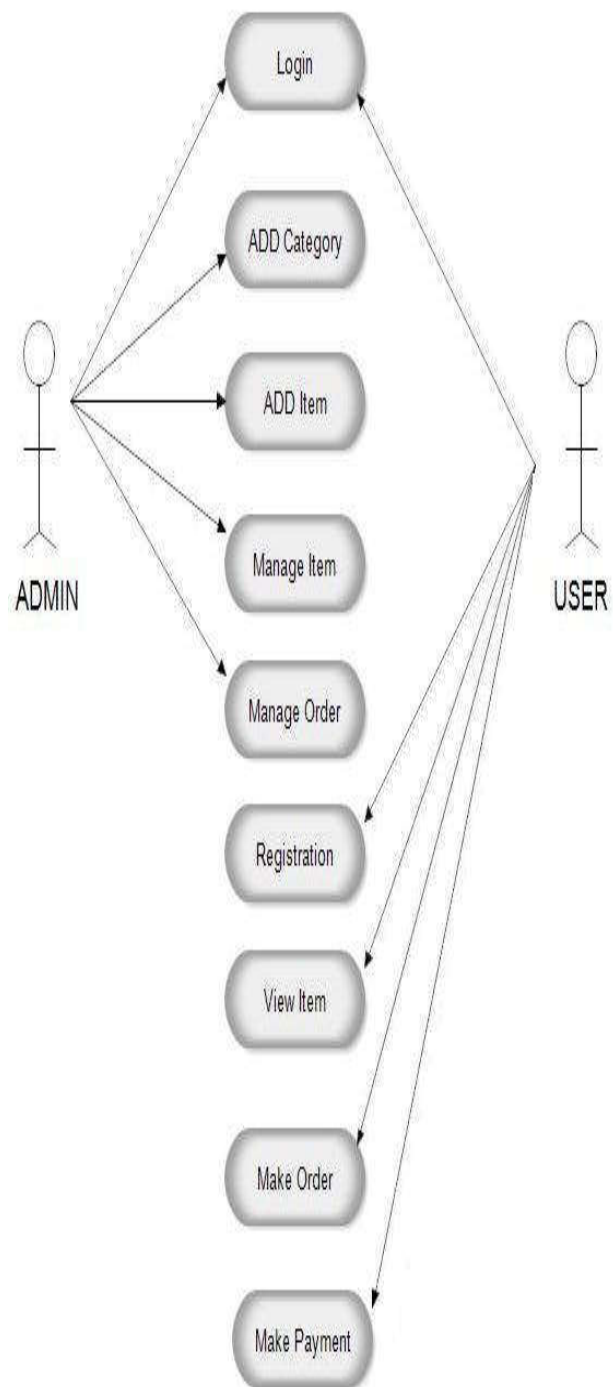 Login
ADD Category
ADD Item
Manage Item
ADMIN
USER
Manage Order
Registration
View Item
Make Order
Make Payment